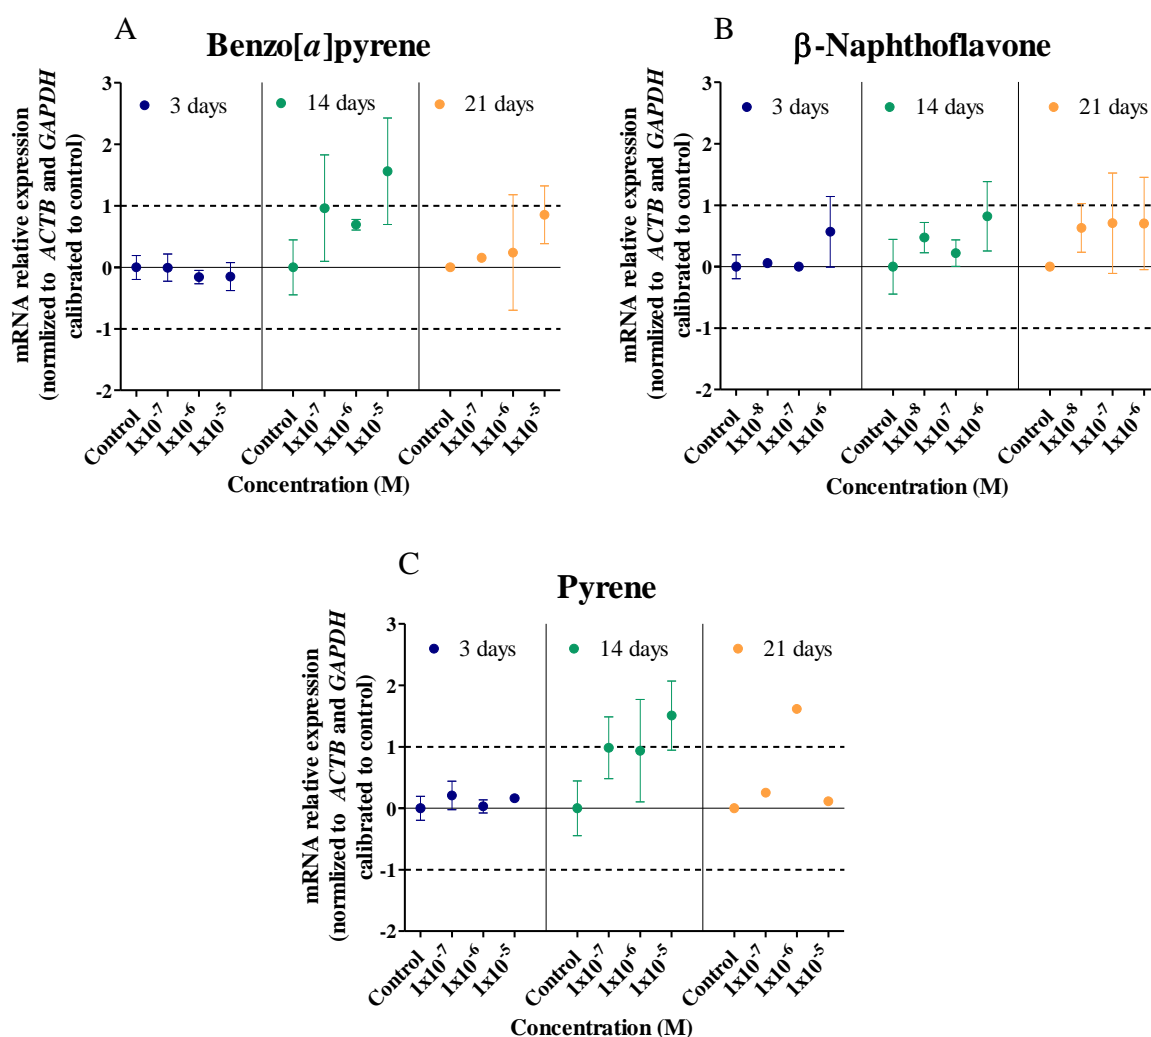 A
Benzo[a]pyrene
mRNA relative expression
(normlized to ACTB and GAPDH
calibrated to control)
3
2
1
0
-1
-2
3 days
14 days
21 days
Control
1x10⁻⁷
1x10⁻⁶
1x10⁻⁵
Control
1x10⁻⁷
1x10⁻⁶
1x10⁻⁵
Control
1x10⁻⁷
1x10⁻⁶
1x10⁻⁵
Concentration (M)
B
β-Naphthoflavone
mRNA relative expression
(normlized to ACTB and GAPDH
calibrated to control)
3
2
1
0
-1
-2
3 days
14 days
21 days
Control
1x10⁻⁸
1x10⁻⁷
1x10⁻⁶
Control
1x10⁻⁸
1x10⁻⁷
1x10⁻⁶
Control
1x10⁻⁸
1x10⁻⁷
1x10⁻⁶
Concentration (M)
C
Pyrene
mRNA relative expression
(normlized to ACTB and GAPDH
calibrated to control)
3
2
1
0
-1
-2
3 days
14 days
21 days
Control
1x10⁻⁷
1x10⁻⁶
1x10⁻⁵
Control
1x10⁻⁷
1x10⁻⁶
1x10⁻⁵
Control
1x10⁻⁷
1x10⁻⁶
1x10⁻⁵
Concentration (M)